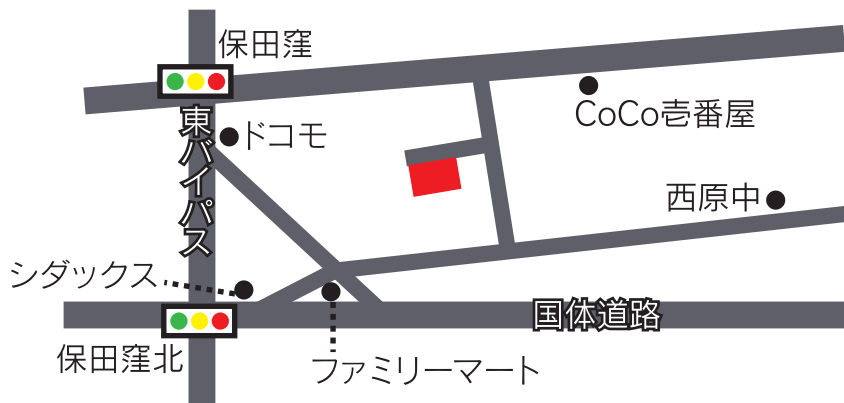 保田窪
ドコモ
CoCo壱番屋
東バイパス
西原中
シダックス
国体道路
保田窪北
ファミリーマート